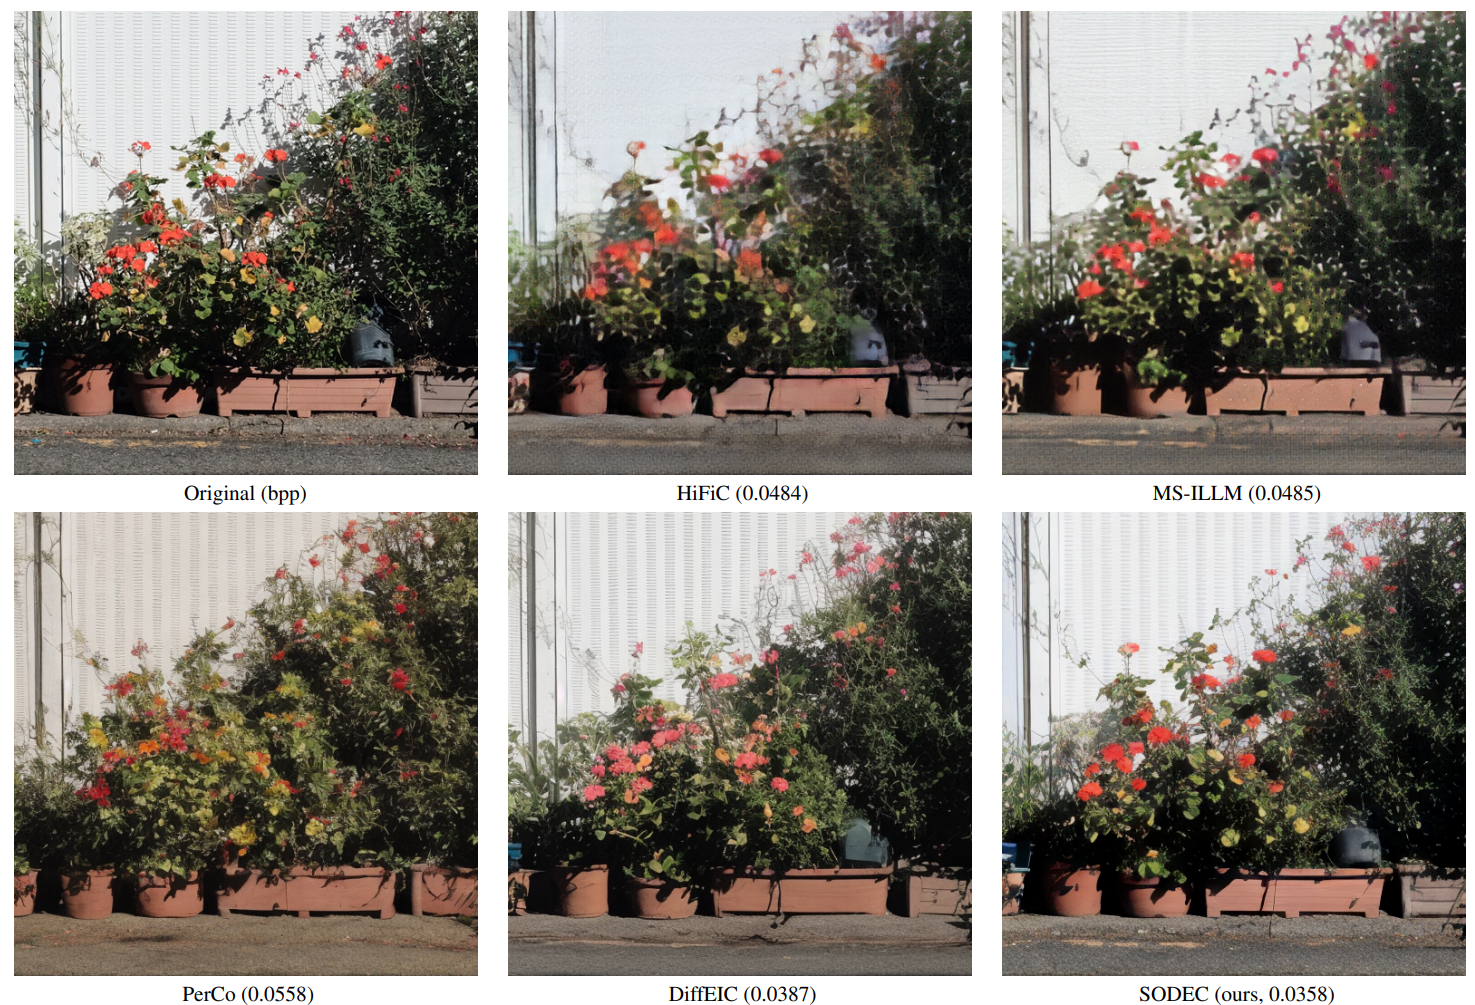 Original (bpp)
HiFiC (0.0484)
MS-ILLM (0.0485)
PerCo (0.0558)
DiffEIC (0.0387)
SODEC (ours, 0.0358)